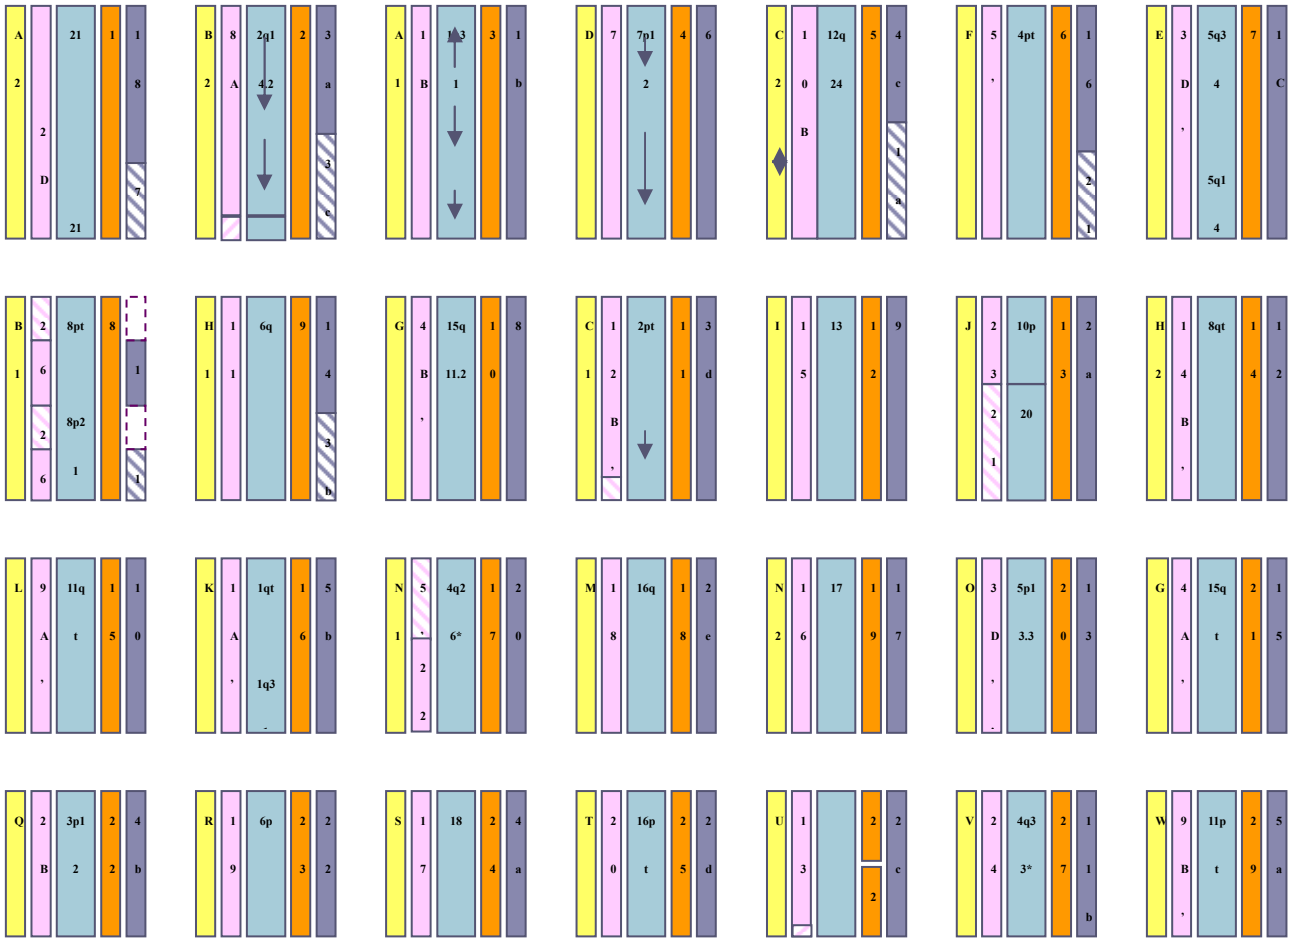 A 21 1 1 B 8 2q1 2 3 A 1 3 1 D 7 7p1 4 6 C 1 12q 5 4 F 5 4pt 6 1 E 3 5q3 7 1
2 8 2 A 4.2 a 1 B 1 b 2 2 0 24 c ’ 6 D 4 C
2 B ’
3 1
D 7 2 5q1
21 c a 1 4
B 2 8pt 8 H 1 6q 9 1 G 4 15q 1 8 C 1 2pt 1 3 I 1 13 1 9 J 2 10p 1 2 H 1 8qt 1 1
1 6 1 1 1 4 B 11.2 0 1 2 1 d 5 2 3 3 a 2 4 4 2
2 8p2 3 ’ B 2 20 B
6 1 1 b ’ 1 ’
L 9 11q 1 1 K 1 1qt 1 5 N 5 4q2 1 2 M 1 16q 1 2 N 1 17 1 1 O 3 5p1 2 1 G 4 15q 2 1
A t 5 0 A 6 b 1 ’ 6* 7 0 8 8 e 2 6 9 7 D 3.3 0 3 A t 1 5
’ ’ 1q3 2 ’ ’
2
Q 2 3p1 2 4 R 1 6p 2 2 S 1 18 2 4 T 2 16p 2 2 U 1 2 2 V 2 4q3 2 1 W 9 11p 2 5
B 2 2 b 9 3 2 7 4 a 0 t 5 d 3 c 4 3* 7 1 B t 9 a
2 b ’